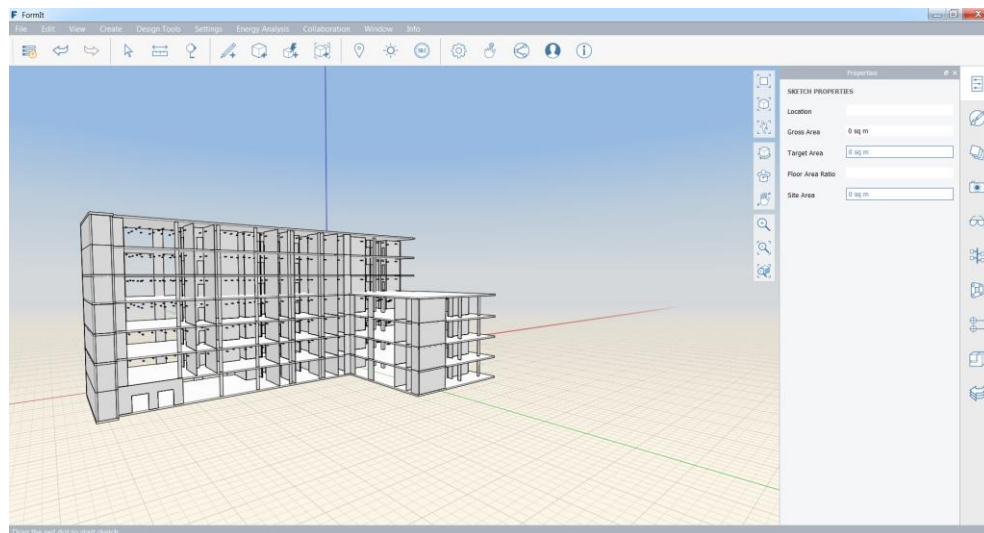 FormIt
File Edit View Create Design Tools Settings Energy Analysis Collaboration Window Info
Properties
SKETCH PROPERTIES
Location
Gross Area 0 sq m
Target Area 0 sq m
Floor Area Ratio
Site Area 0 sq m
Drag the red dot to start sketch